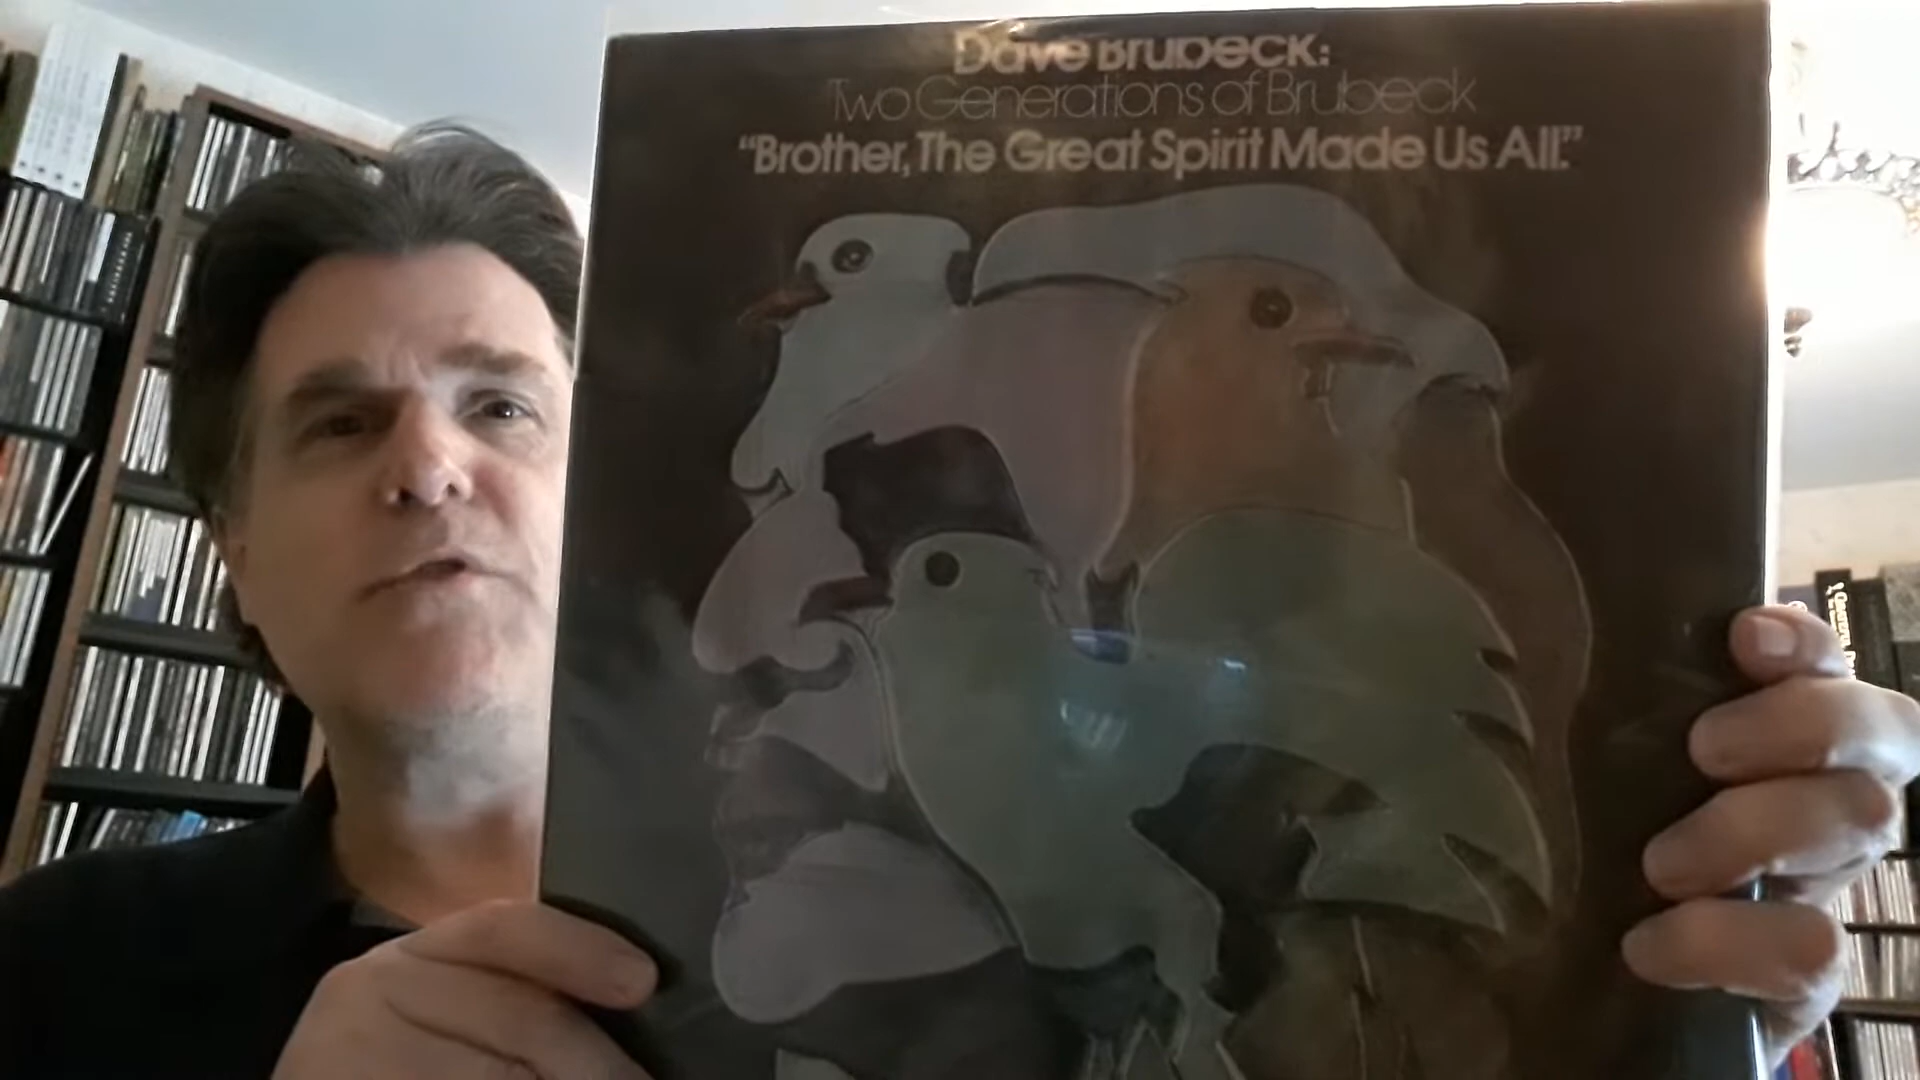 Dave Brubeck:
Two Generations of Brubeck
"Brother, The Great Spirit Made Us All."